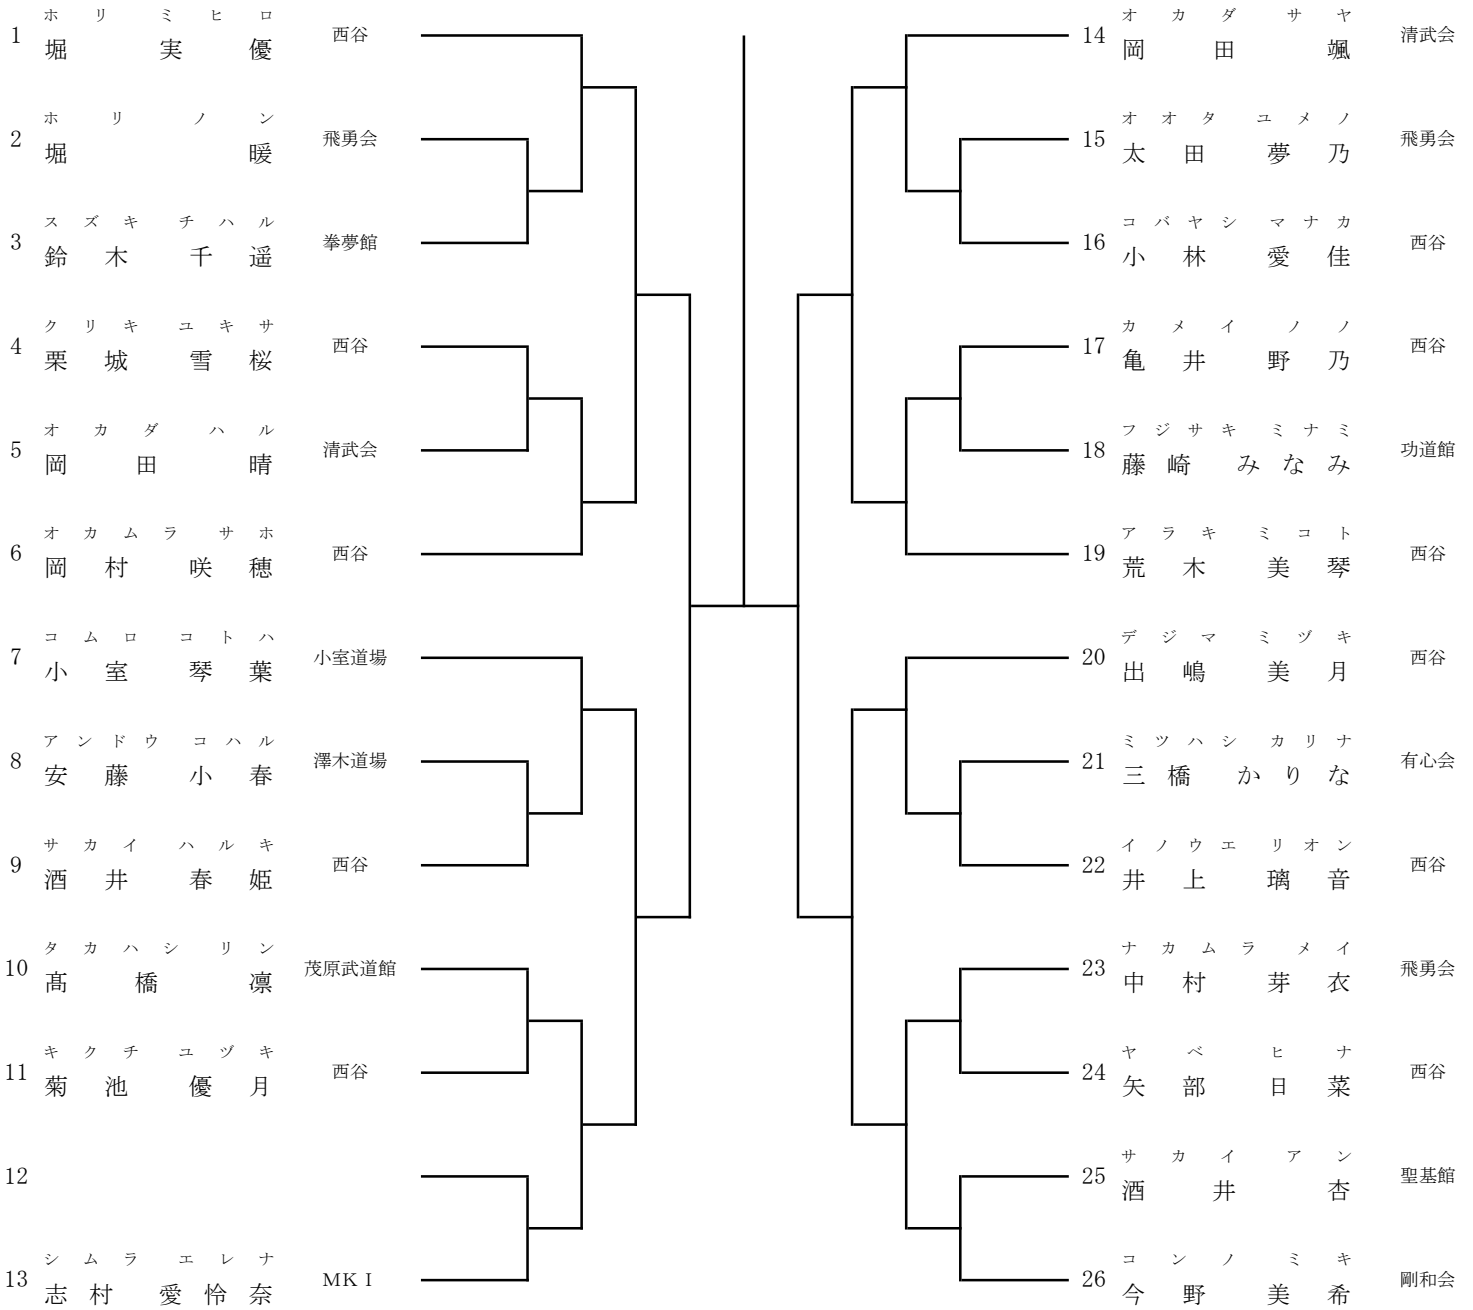 ホリ ミヒロ
1 堀 実優 西谷
ホリ ノン
2 堀 暖 飛勇会
スズキ チハル
3 鈴木 千遥 拳夢館
クリキ ユキサ
4 栗城 雪桜 西谷
オカダ ハル
5 岡田 晴 清武会
オカムラ サホ
6 岡村 咲穂 西谷
コムロ コトハ
7 小室 琴葉 小室道場
アンドウ コハル
8 安藤 小春 澤木道場
サカイ ハルキ
9 酒井 春姫 西谷
タカハシ リン
10 髙橋 凛 茂原武道館
キクチ ユヅキ
11 菊池 優月 西谷
12
シムラ エレナ
13 志村 愛怜奈 MKⅠ
オカダ サヤ
14 岡田 颯 清武会
オオタ ユメノ
15 太田 夢乃 飛勇会
コバヤシ マナカ
16 小林 愛佳 西谷
カメイ ノノ
17 亀井 野乃 西谷
フジサキ ミナミ
18 藤崎 みなみ 功道館
アラキ ミコト
19 荒木 美琴 西谷
デジマ ミヅキ
20 出嶋 美月 西谷
ミツハシ カリナ
21 三橋 かりな 有心会
イノウエ リオン
22 井上 璃音 西谷
ナカムラ メイ
23 中村 芽衣 飛勇会
ヤベ ヒナ
24 矢部 日菜 西谷
サカイ アン
25 酒井 杏 聖基館
コンノ ミキ
26 今野 美希 剛和会